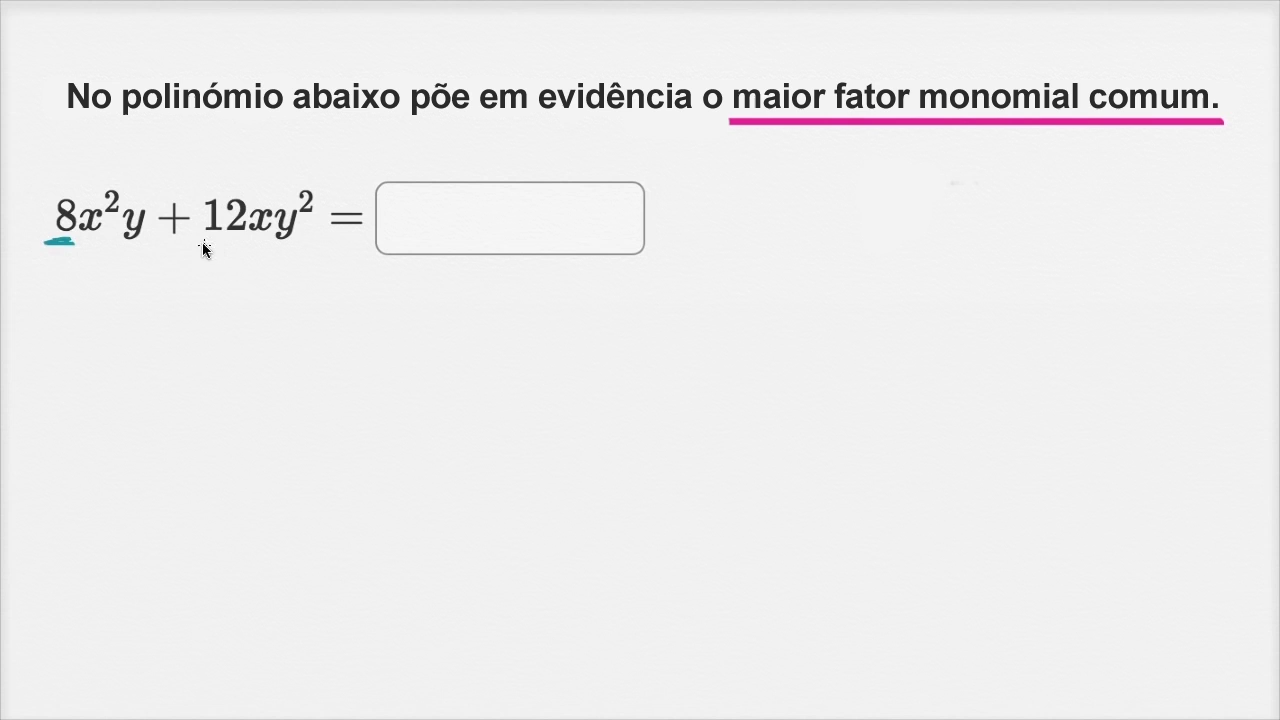 No polinómio abaixo põe em evidência o maior fator monomial comum.
8x²y + 12xy² =